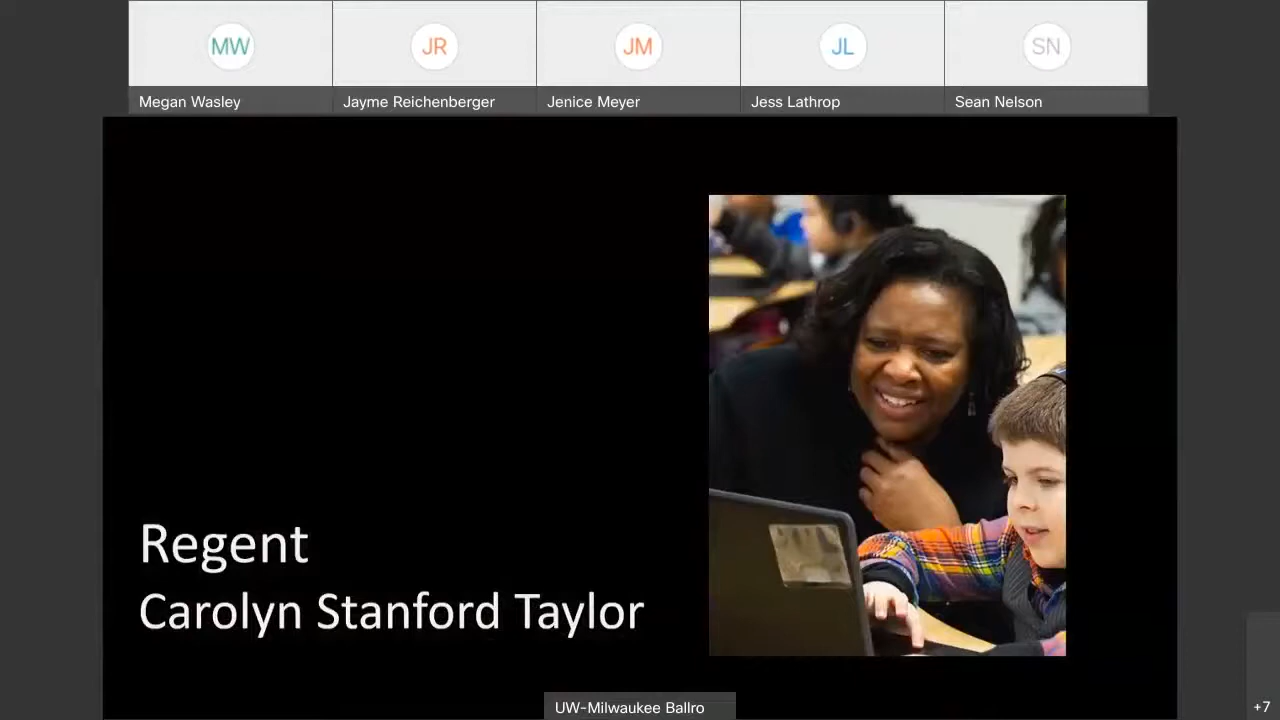 MW
JR
JM
JL
SN
Megan Wasley
Jayme Reichenberger
Jenice Meyer
Jess Lathrop
Sean Nelson
Regent
Carolyn Stanford Taylor
UW-Milwaukee Ballro
+7